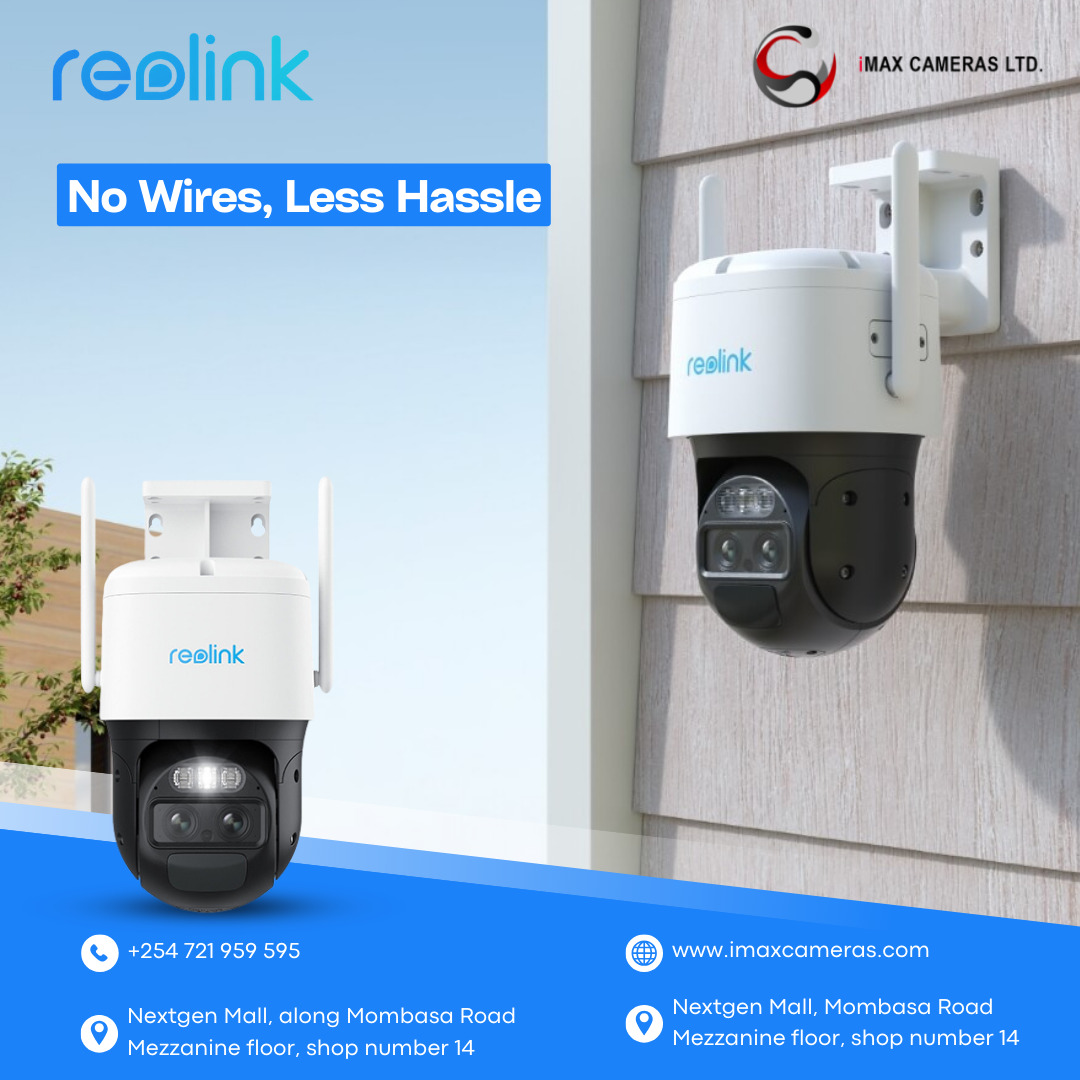 reolink
iMAX CAMERAS LTD.
No Wires, Less Hassle
reolink
reolink
+254 721 959 595
www.imaxcameras.com
Nextgen Mall, along Mombasa Road
Mezzanine floor, shop number 14
Nextgen Mall, Mombasa Road
Mezzanine floor, shop number 14